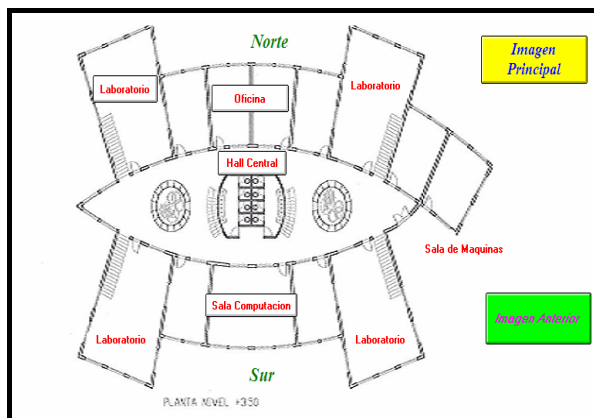 Norte
Imagen
Principal
Laboratorio
Oficina
Laboratorio
Hall Central
Sala de Maquinas
Sala Computacion
Imagen Anterior
Laboratorio
Laboratorio
Sur
PLANTA NIVEL +350